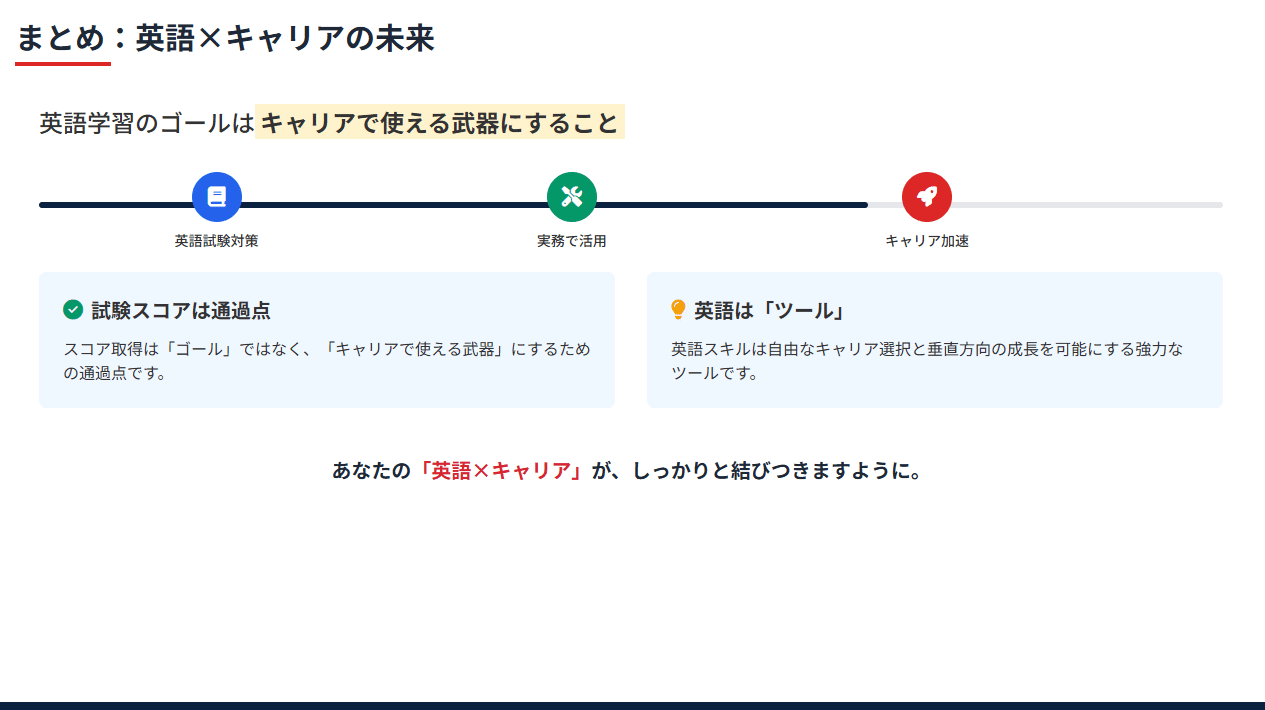 まとめ：英語×キャリアの未来
英語学習のゴールはキャリアで使える武器にすること
英語試験対策
実務で活用
キャリア加速
試験スコアは通過点
スコア取得は「ゴール」ではなく、「キャリアで使える武器」にするため
の通過点です。
英語は「ツール」
英語スキルは自由なキャリア選択と垂直方向の成長を可能にする強力な
ツールです。
あなたの「英語×キャリア」が、しっかりと結びつきますように。